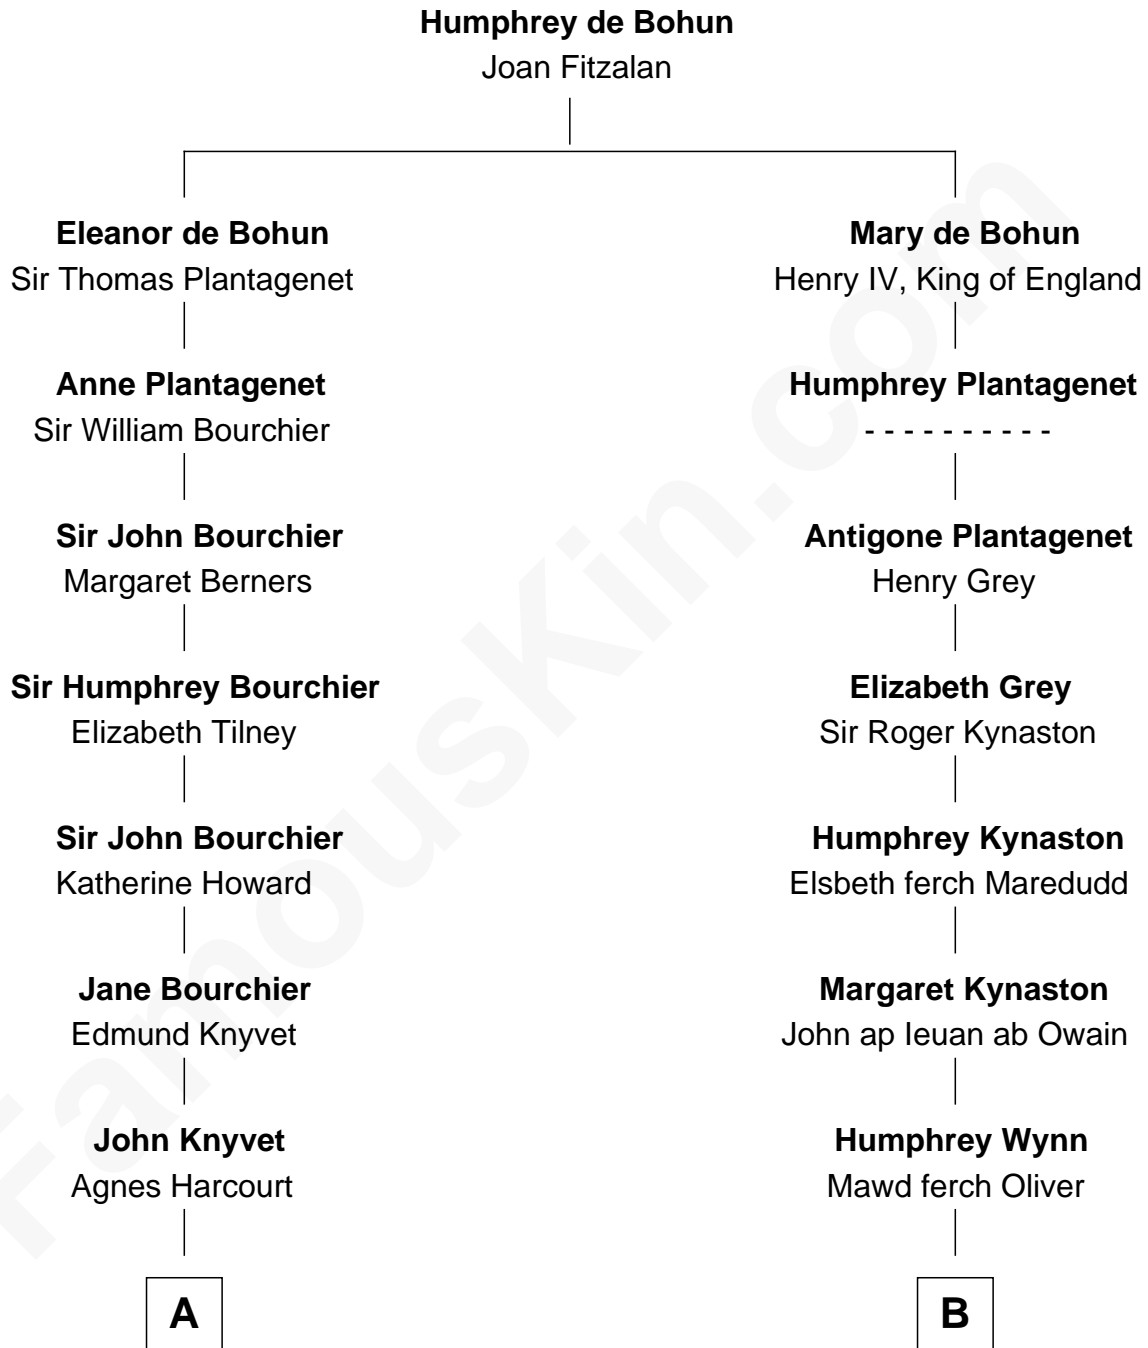 Humphrey de Bohun
Joan Fitzalan
Eleanor de Bohun
Sir Thomas Plantagenet
Mary de Bohun
Henry IV, King of England
Anne Plantagenet
Sir William Bourchier
Humphrey Plantagenet
- - - - - - - - - -
Sir John Bourchier
Margaret Berners
Antigone Plantagenet
Henry Grey
Sir Humphrey Bourchier
Elizabeth Tilney
Elizabeth Grey
Sir Roger Kynaston
Sir John Bourchier
Katherine Howard
Humphrey Kynaston
Elsbeth ferch Maredudd
Jane Bourchier
Edmund Knyvet
Margaret Kynaston
John ap Ieuan ab Owain
John Knyvet
Agnes Harcourt
Humphrey Wynn
Mawd ferch Oliver
A
B
FamousKin.com